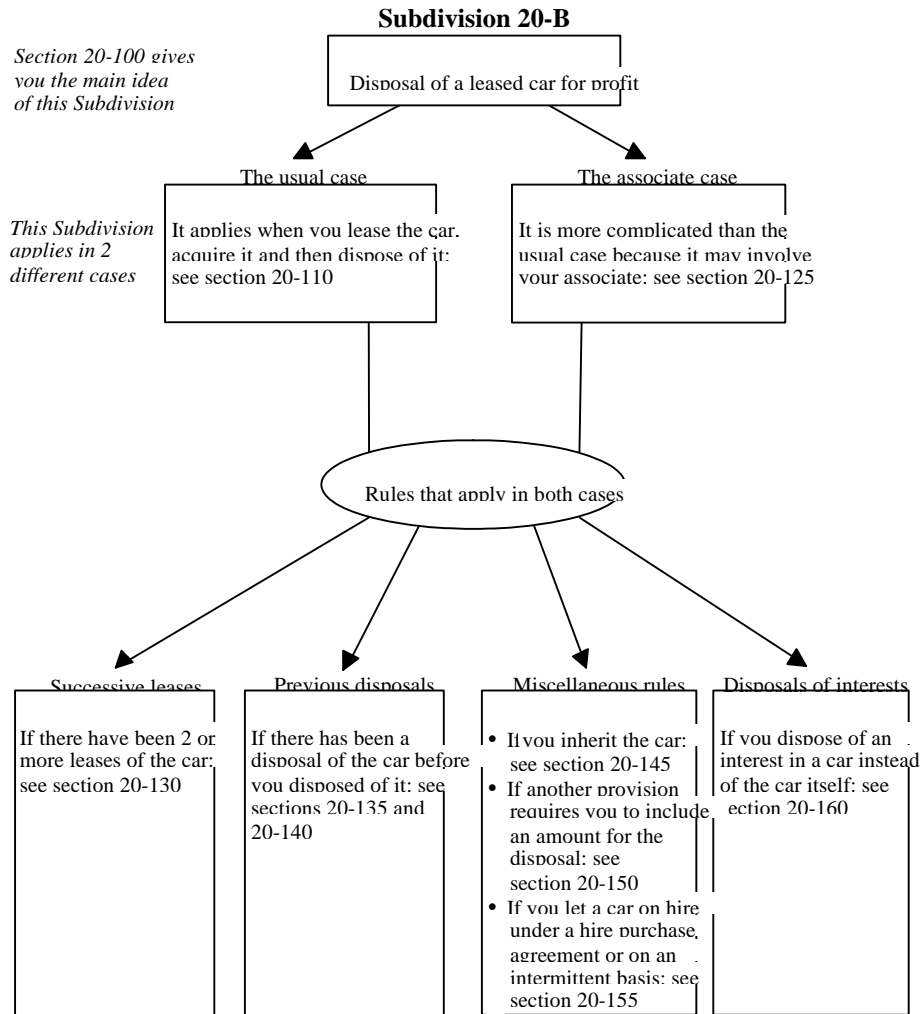 Subdivision 20-B
Section 20-100 gives
you the main idea
of this Subdivision
Disposal of a leased car for profit
The usual case
The associate case
This Subdivision
applies in 2
different cases
It applies when you lease the car,
acquire it and then dispose of it:
see section 20-110
It is more complicated than the
usual case because it may involve
your associate: see section 20-125
Rules that apply in both cases
Successive leases
If there have been 2 or
more leases of the car:
see section 20-130
Previous disposals
If there has been a
disposal of the car before
you disposed of it: see
sections 20-135 and
20-140
Miscellaneous rules
• If you inherit the car:
see section 20-145
• If another provision
requires you to include
an amount for the
disposal: see
section 20-150
• If you let a car on hire
under a hire purchase
agreement or on an
intermittent basis: see
section 20-155
Disposals of interests
If you dispose of an
interest in a car instead
of the car itself: see
ection 20-160